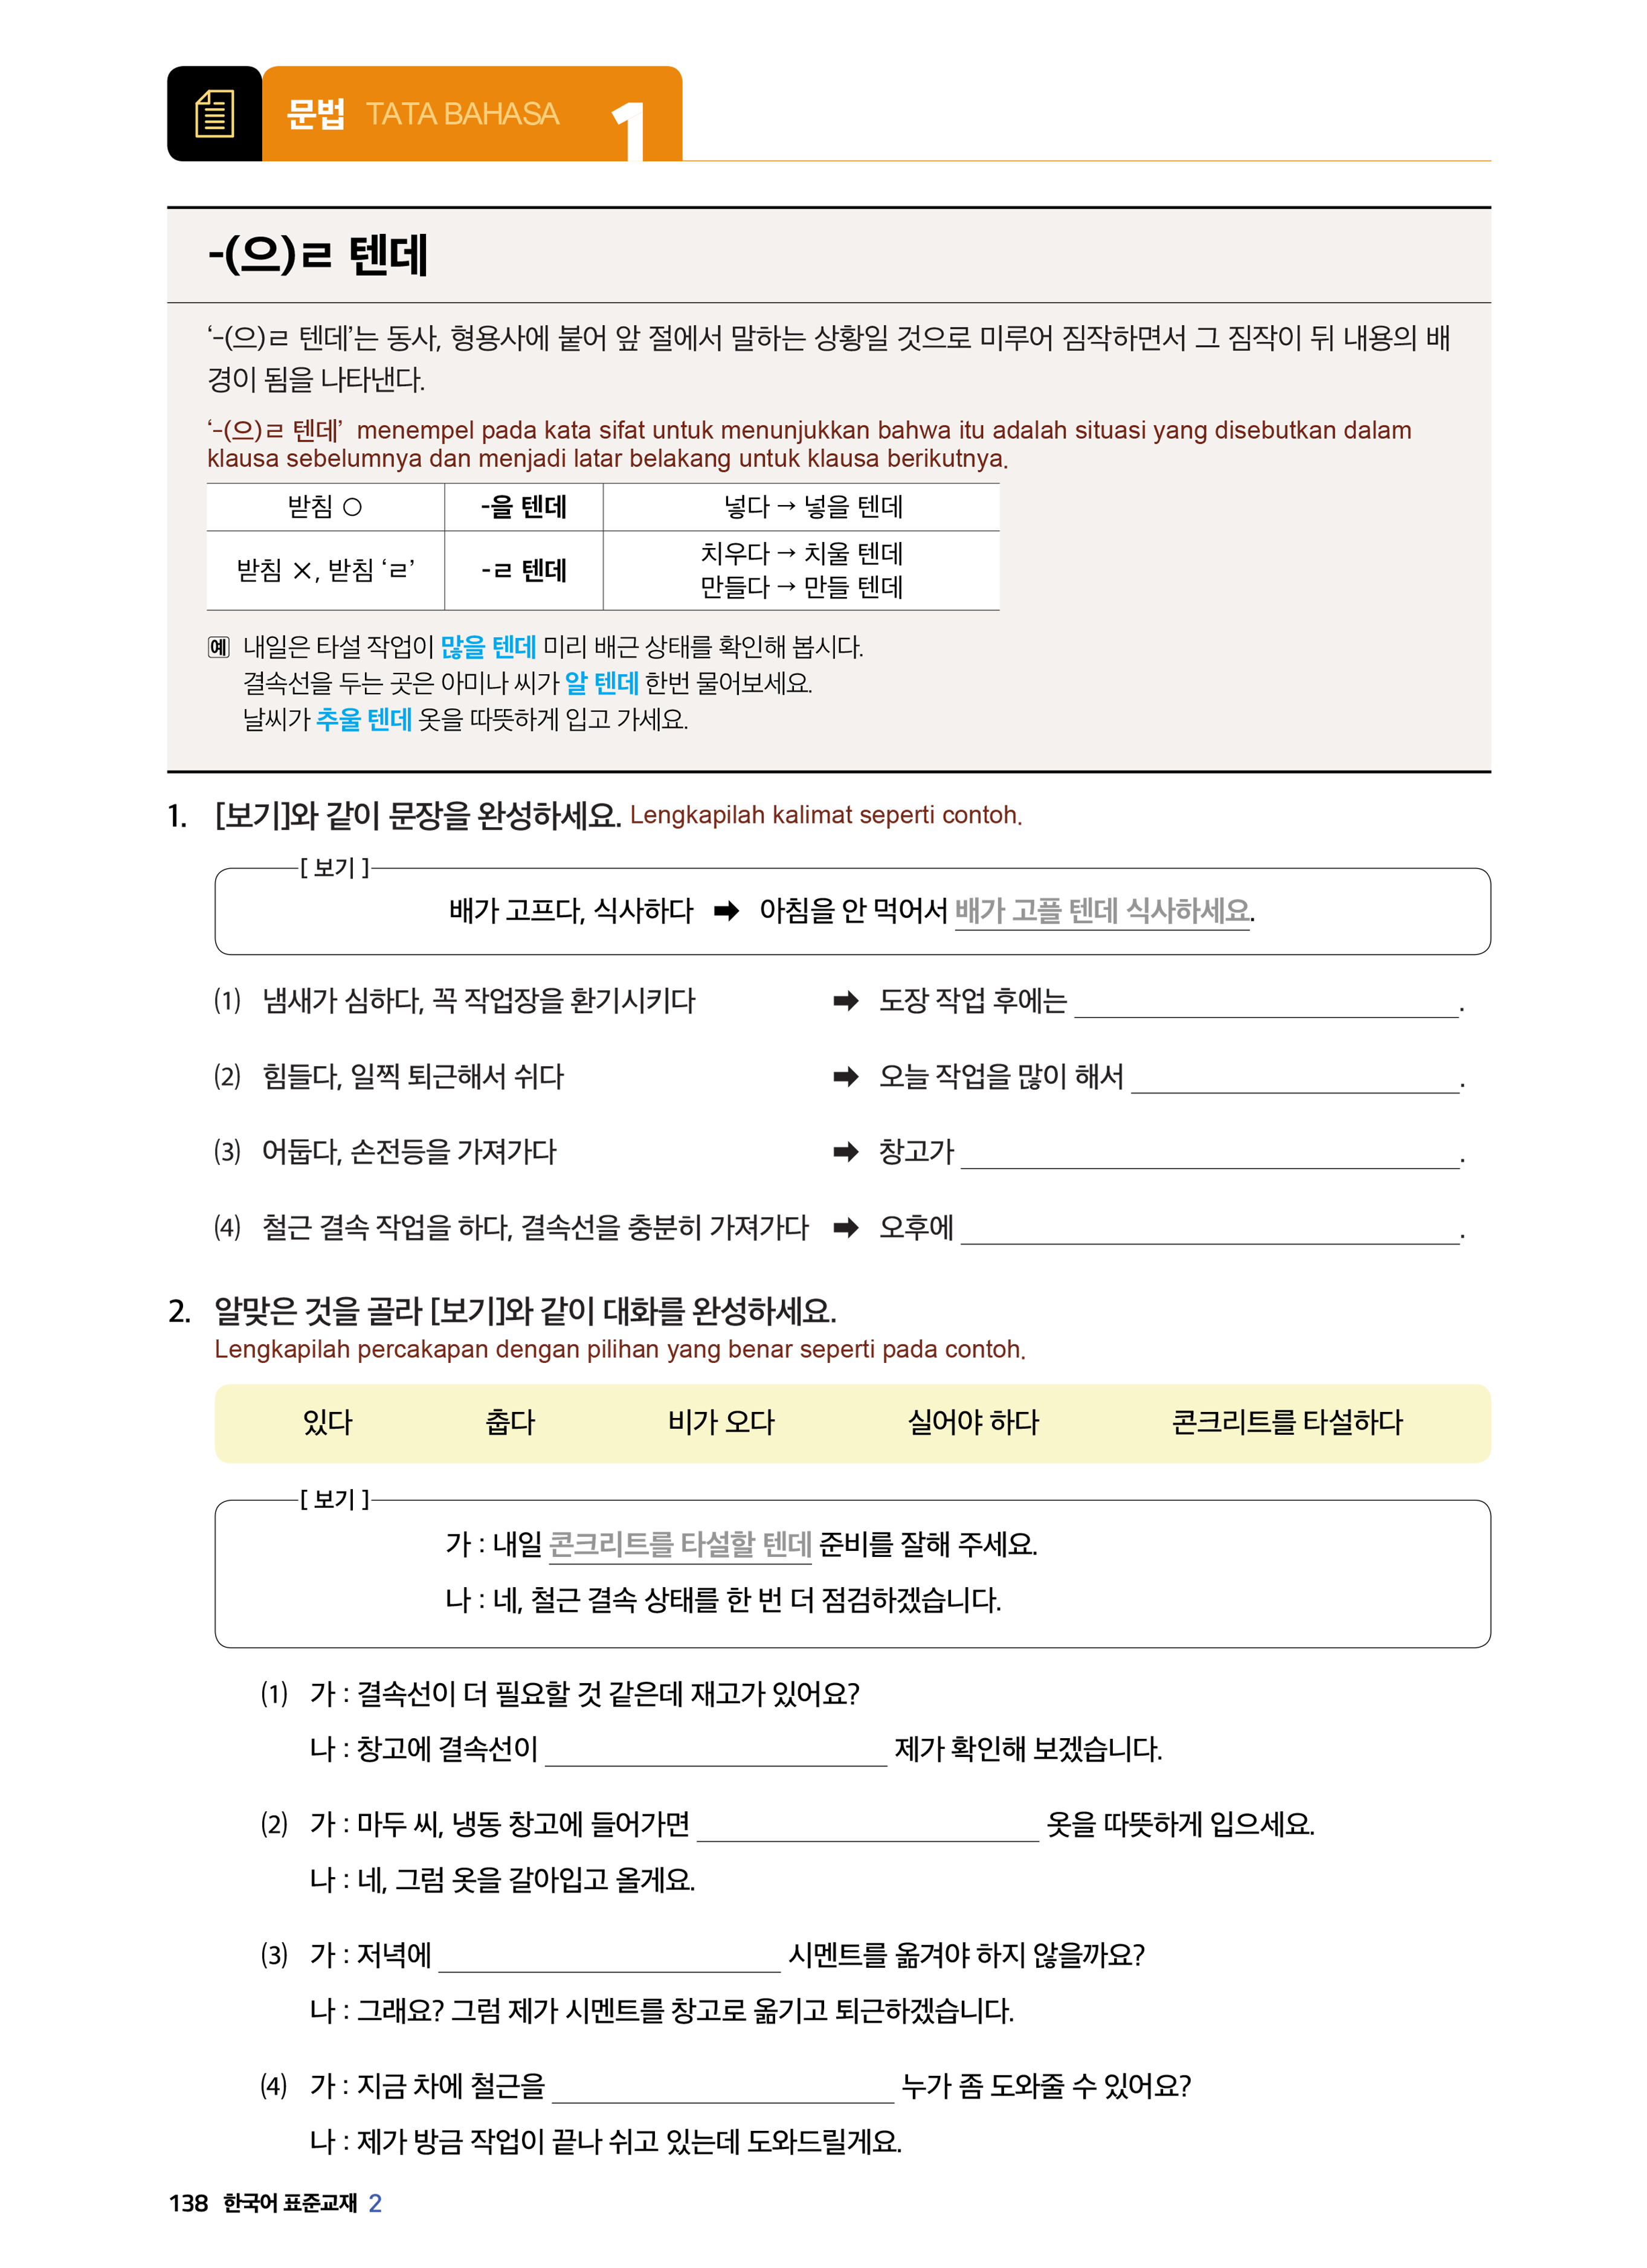 문법 TATA BAHASA 1
-(으)ㄹ 텐데
‘-(으)ㄹ 텐데’는 동사, 형용사에 붙어 앞 절에서 말하는 상황일 것으로 미루어 짐작하면서 그 짐작이 뒤 내용의 배
경이 됨을 나타낸다.
‘-(으)ㄹ 텐데’ menempel pada kata sifat untuk menunjukkan bahwa itu adalah situasi yang disebutkan dalam
klausa sebelumnya dan menjadi latar belakang untuk klausa berikutnya.
받침 ○ -을 텐데 넣다 → 넣을 텐데
받침 ×, 받침 ‘ㄹ’ -ㄹ 텐데 치우다 → 치울 텐데
만들다 → 만들 텐데
예 내일은 타설 작업이 많을 텐데 미리 배근 상태를 확인해 봅시다.
결속선을 두는 곳은 아미나 씨가 알 텐데 한번 물어보세요.
날씨가 추울 텐데 옷을 따뜻하게 입고 가세요.
1. [보기]와 같이 문장을 완성하세요. Lengkapilah kalimat seperti contoh.
[ 보기 ]
배가 고프다, 식사하다 ➡ 아침을 안 먹어서 배가 고플 텐데 식사하세요.
(1) 냄새가 심하다, 꼭 작업장을 환기시키다 ➡ 도장 작업 후에는 ____________________.
(2) 힘들다, 일찍 퇴근해서 쉬다 ➡ 오늘 작업을 많이 해서 ____________________.
(3) 어둡다, 손전등을 가져가다 ➡ 창고가 ____________________.
(4) 철근 결속 작업을 하다, 결속선을 충분히 가져가다 ➡ 오후에 ____________________.
2. 알맞은 것을 골라 [보기]와 같이 대화를 완성하세요.
Lengkapilah percakapan dengan pilihan yang benar seperti pada contoh.
있다 춥다 비가 오다 실어야 하다 콘크리트를 타설하다
[ 보기 ]
가 : 내일 콘크리트를 타설할 텐데 준비를 잘해 주세요.
나 : 네, 철근 결속 상태를 한 번 더 점검하겠습니다.
(1) 가 : 결속선이 더 필요할 것 같은데 재고가 있어요?
나 : 창고에 결속선이 ____________________ 제가 확인해 보겠습니다.
(2) 가 : 마두 씨, 냉동 창고에 들어가면 ____________________ 옷을 따뜻하게 입으세요.
나 : 네, 그럼 옷을 갈아입고 올게요.
(3) 가 : 저녁에 ____________________ 시멘트를 옮겨야 하지 않을까요?
나 : 그래요? 그럼 제가 시멘트를 창고로 옮기고 퇴근하겠습니다.
(4) 가 : 지금 차에 철근을 ____________________ 누가 좀 도와줄 수 있어요?
나 : 제가 방금 작업이 끝나 쉬고 있는데 도와드릴게요.
138 한국어 표준교재 2